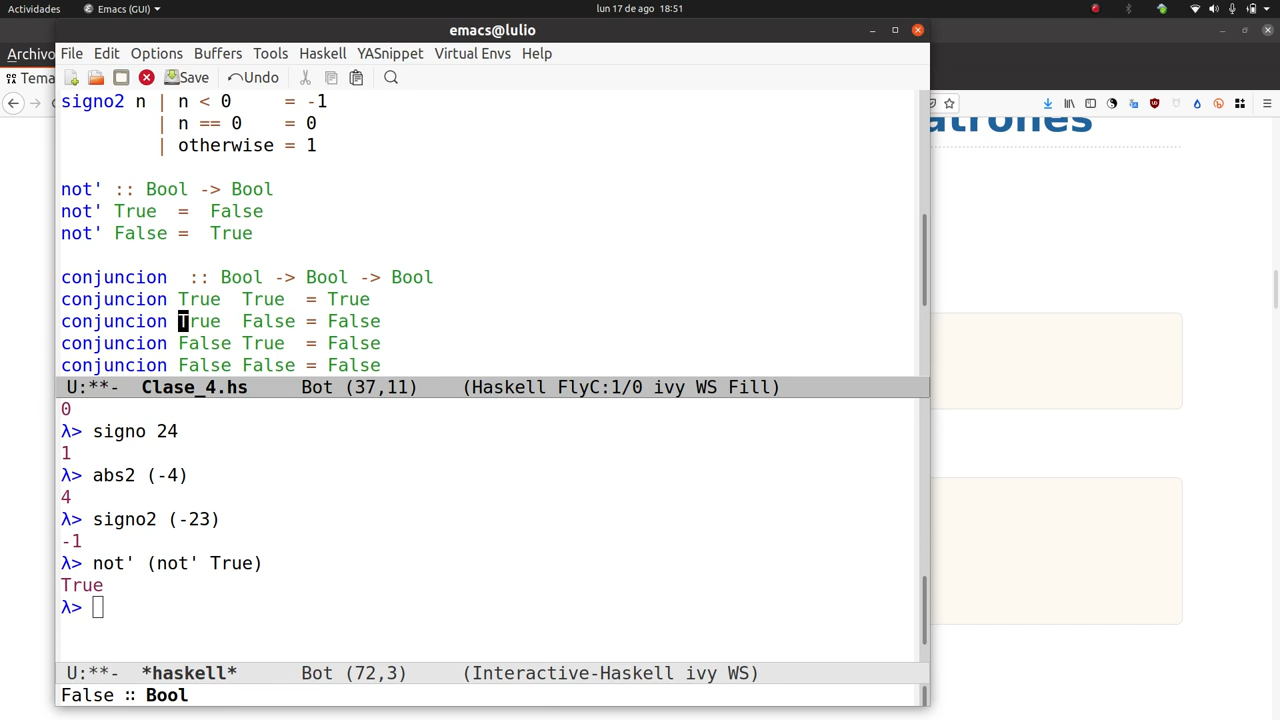 Actividades Emacs (GUI) lun 17 de ago 18:51
emacs@lulio
Archivo
File Edit Options Buffers Tools Haskell YASnippet Virtual Envs Help
Tema
Save Undo
signo2 n | n < 0     = -1
| n == 0    = 0
| otherwise = 1
not' :: Bool -> Bool
not' True  =  False
not' False =  True
conjuncion  :: Bool -> Bool -> Bool
conjuncion True  True  = True
conjuncion True  False = False
conjuncion False True  = False
conjuncion False False = False
U:**-  Clase_4.hs     Bot (37,11)    (Haskell FlyC:1/0 ivy WS Fill)
0
λ> signo 24
1
λ> abs2 (-4)
4
λ> signo2 (-23)
-1
λ> not' (not' True)
True
λ>
U:**-  *haskell*      Bot (72,3)     (Interactive-Haskell ivy WS)
False :: Bool